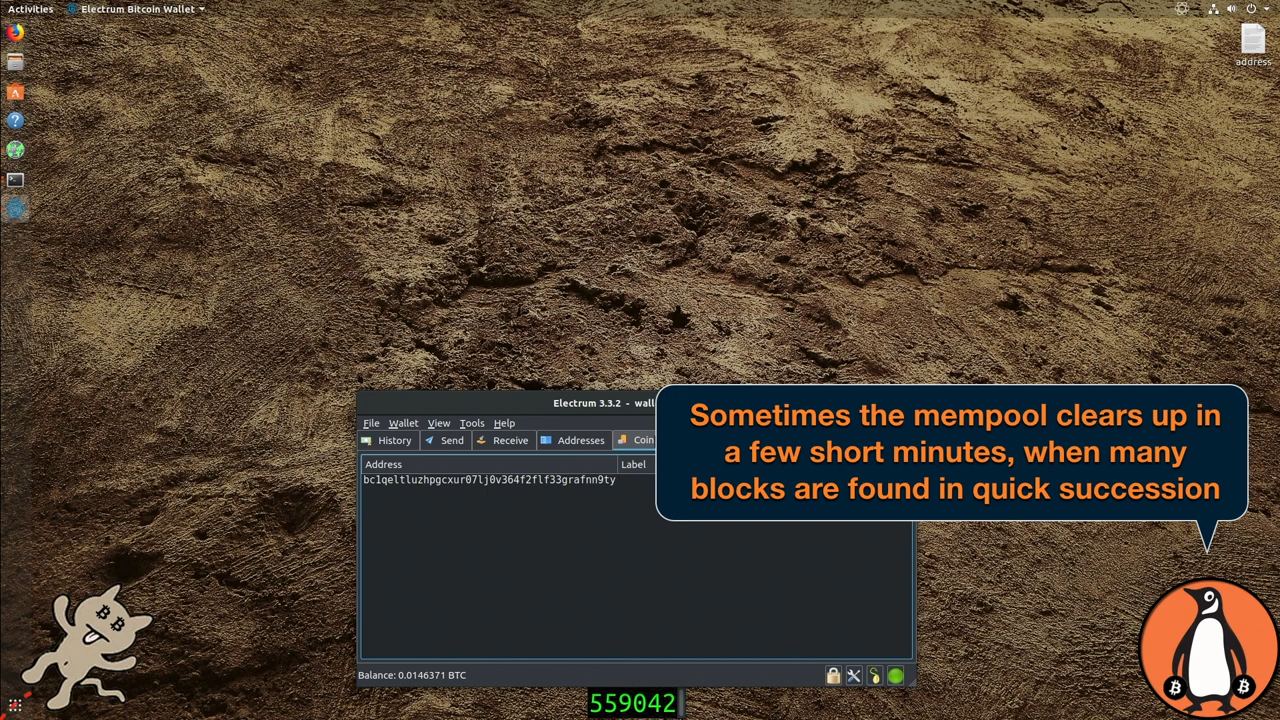 Activities
Electrum Bitcoin Wallet
address
Electrum 3.3.2 - wall
File Wallet View Tools Help
History Send Receive Addresses Coin
Address Label
bc1qeltluzhpgcxur07lj0v364f2flf33grafnn9ty
Sometimes the mempool clears up in
a few short minutes, when many
blocks are found in quick succession
Balance: 0.0146371 BTC
559042